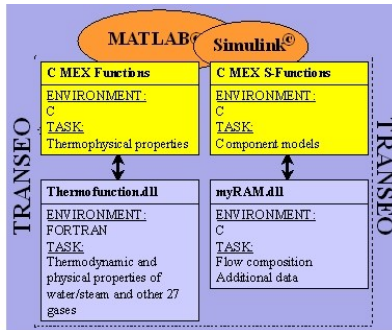 MATLAB©
Simulink©
C MEX Functions
ENVIRONMENT:
C
TASK:
Thermophysical properties
C MEX S-Functions
ENVIRONMENT:
C
TASK:
Component models
TRANSEO
TRANSEO
Thermofunction.dll
ENVIRONMENT:
FORTRAN
TASK:
Thermodynamic and
physical properties of
water/steam and other 27
gases
myRAM.dll
ENVIRONMENT:
C
TASK:
Flow composition
Additional data